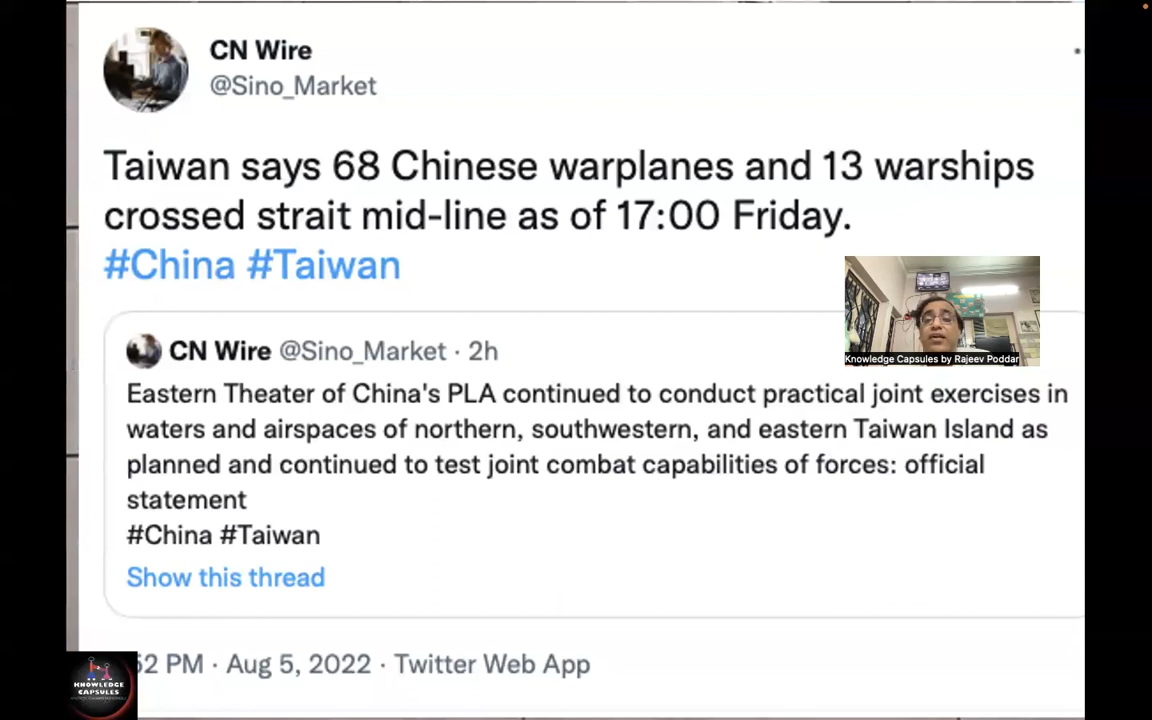 CN Wire
@Sino_Market
Taiwan says 68 Chinese warplanes and 13 warships
crossed strait mid-line as of 17:00 Friday.
#China #Taiwan
CN Wire @Sino_Market · 2h
Eastern Theater of China's PLA continued to conduct practical joint exercises in
waters and airspaces of northern, southwestern, and eastern Taiwan Island as
planned and continued to test joint combat capabilities of forces: official
statement
#China #Taiwan
Show this thread
Knowledge Capsules by Rajeev Poddar
52 PM · Aug 5, 2022 · Twitter Web App
KNOWLEDGE
CAPSULES